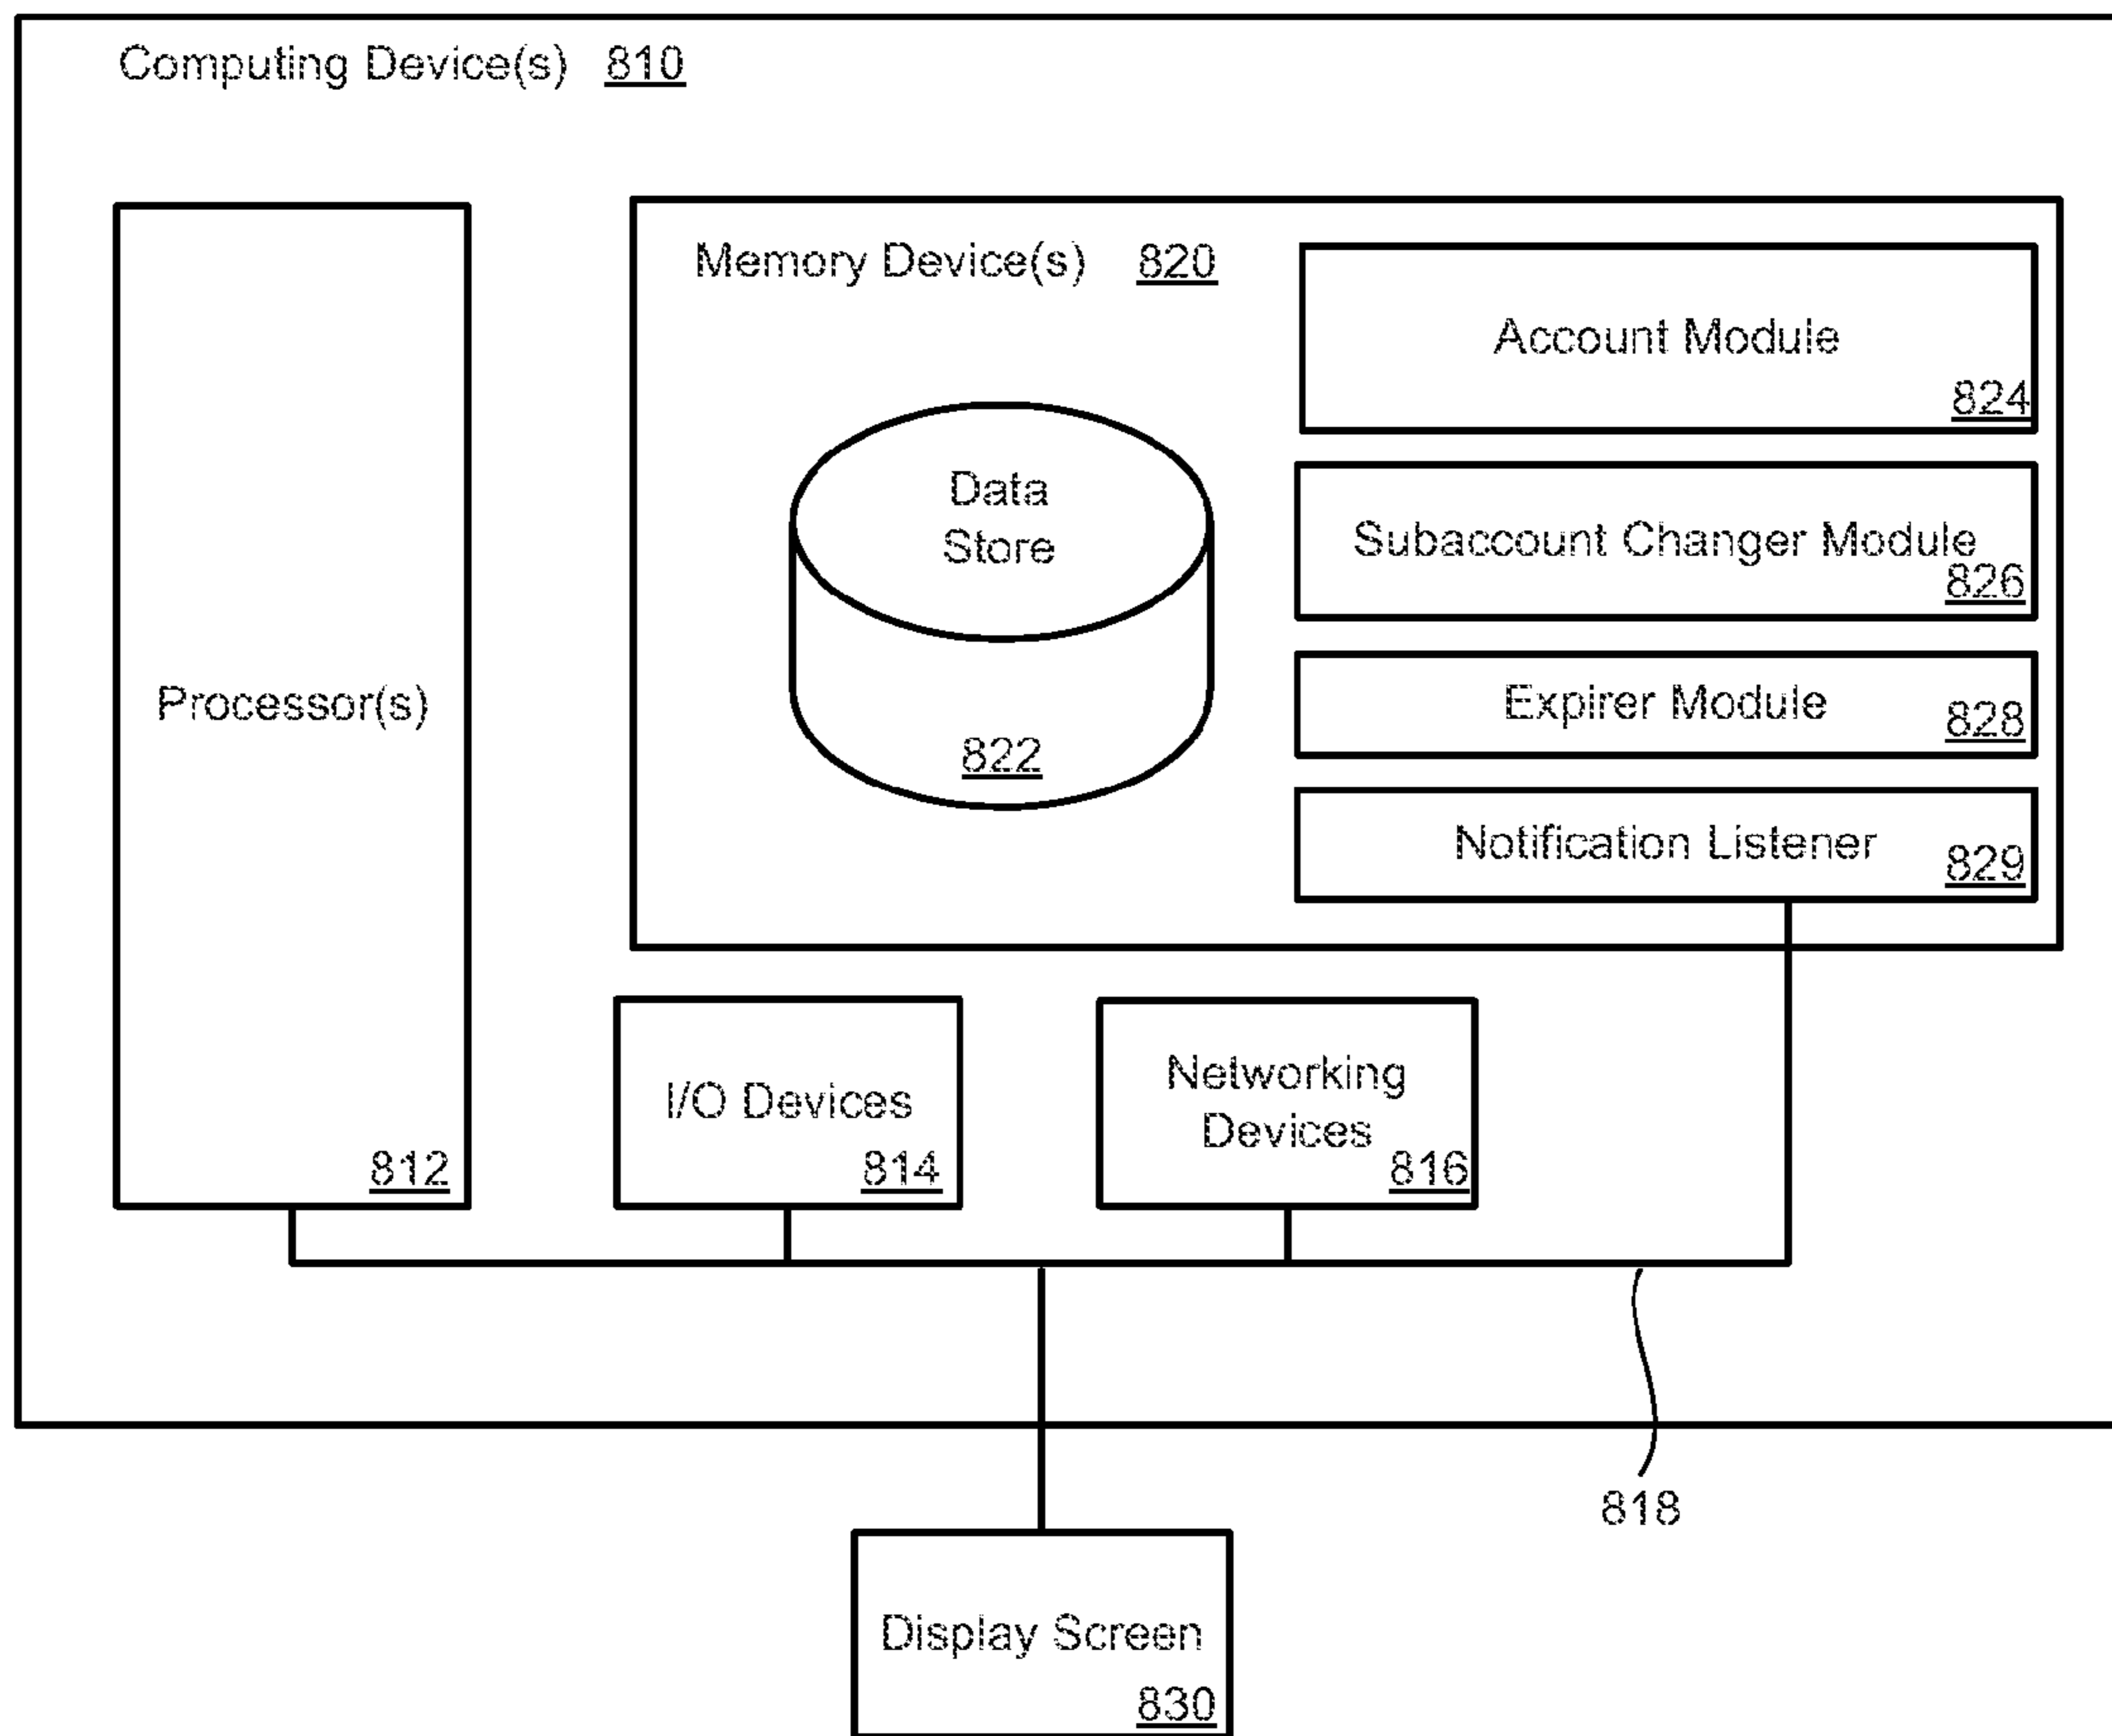 Computing Device(s) 810
Memory Device(s) 820
Account Module
824
Data
Store
822
Subaccount Changer Module
826
Expirer Module
828
Notification Listener
829
Processor(s)
812
I/O Devices
814
Networking
Devices
816
818
Display Screen
830